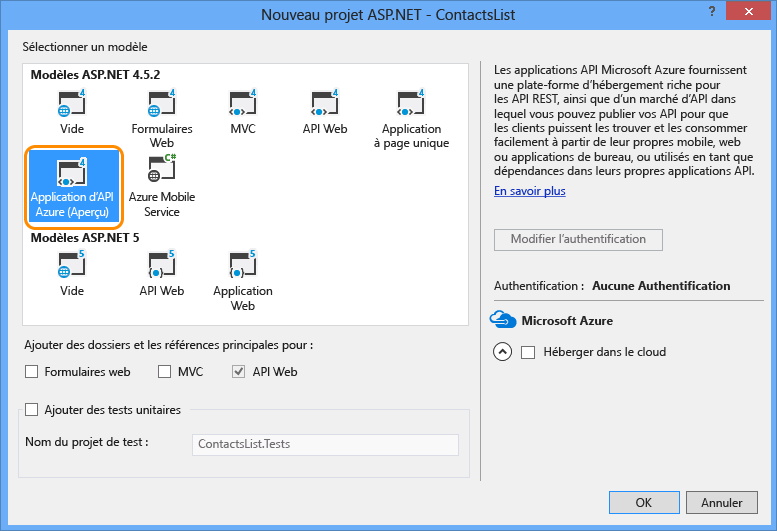 Nouveau projet ASP.NET - ContactsList
?
Sélectionner un modèle
Modèles ASP.NET 4.5.2
4 4 4 4 4
Vide
Formulaires
Web
MVC
API Web
Application
à page unique
4
C#
Application d'API
Azure (Aperçu)
Azure Mobile
Service
Modèles ASP.NET 5
5 5 5
Vide
API Web
Application
Web
Ajouter des dossiers et les références principales pour :
Formulaires web
MVC
API Web
Ajouter des tests unitaires
Nom du projet de test :
ContactsList.Tests
Les applications API Microsoft Azure fournissent
une plate-forme d'hébergement riche pour
les API REST, ainsi que d'un marché d'API dans
lequel vous pouvez publier vos API pour que
les clients puissent les trouver et les consommer
facilement à partir de leur propres mobile, web
ou applications de bureau, ou utilisés en tant que
dépendances dans leurs propres applications API.
En savoir plus
Modifier l'authentification
Authentification : Aucune Authentification
Microsoft Azure
Héberger dans le cloud
OK
Annuler